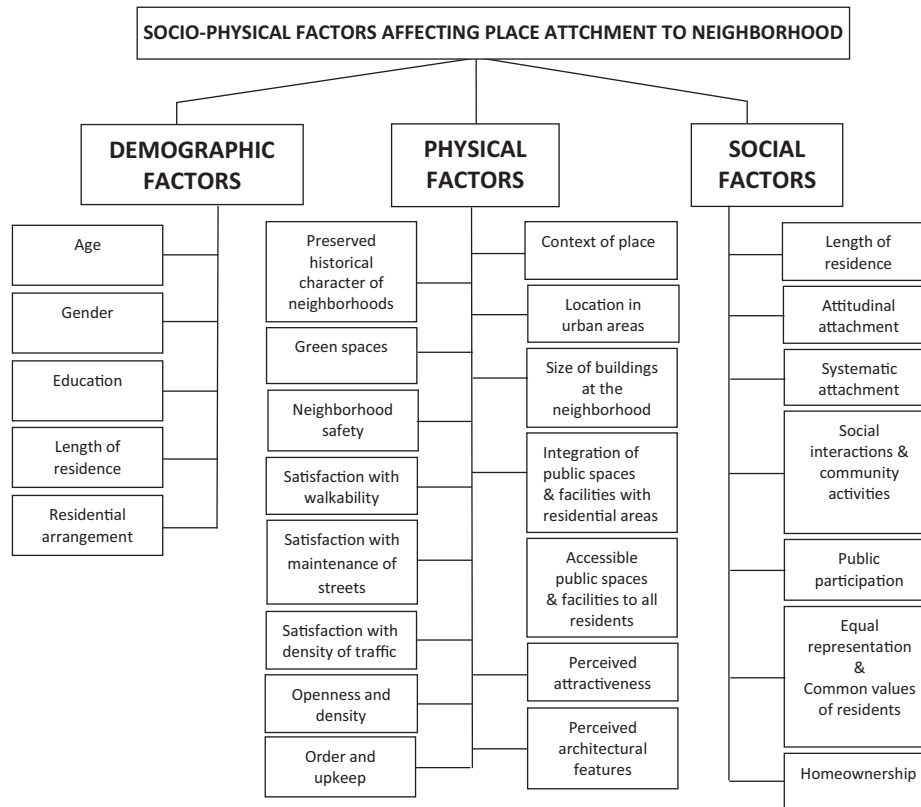 SOCIO-PHYSICAL FACTORS AFFECTING PLACE ATTCHMENT TO NEIGHBORHOOD
DEMOGRAPHIC
FACTORS
Age
Gender
Education
Length of
residence
Residential
arrangement
PHYSICAL
FACTORS
Preserved
historical
character of
neighborhoods
Green spaces
Neighborhood
safety
Satisfaction with
walkability
Satisfaction with
maintenance of
streets
Satisfaction with
density of traffic
Openness and
density
Order and
upkeep
Context of place
Location in
urban areas
Size of buildings
at the
neighborhood
Integration of
public spaces
& facilities with
residential areas
Accessible
public spaces
& facilities to all
residents
Perceived
attractiveness
Perceived
architectural
features
SOCIAL
FACTORS
Length of
residence
Attitudinal
attachment
Systematic
attachment
Social
interactions &
community
activities
Public
participation
Equal
representation
&
Common values
of residents
Homeownership